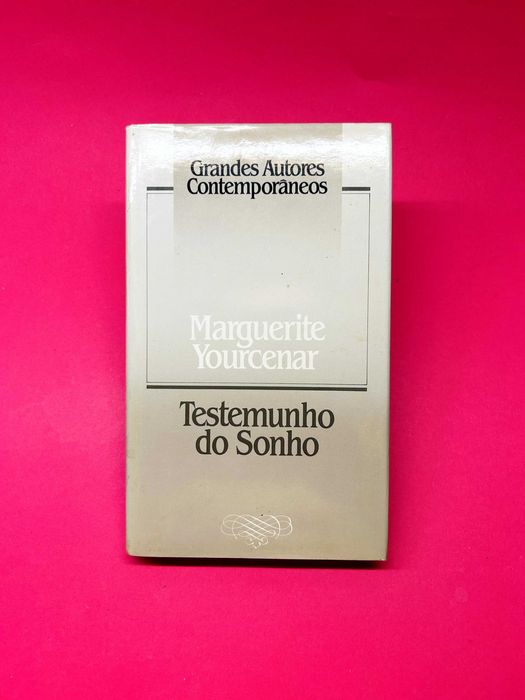 Grandes Autores
Contemporâneos
Marguerite
Yourcenar
Testemunho
do Sonho